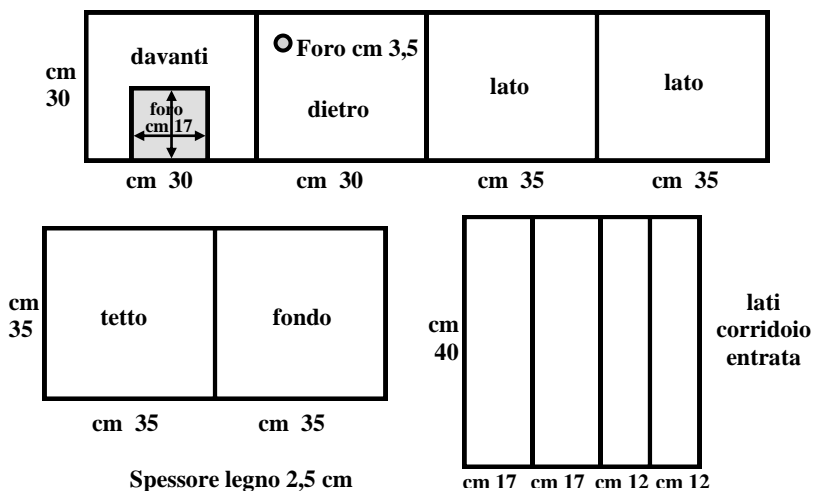 davanti
Foro cm 3,5
cm
30
foro
cm 17
dietro
lato
lato
cm 30
cm 30
cm 35
cm 35
cm
35
tetto
fondo
cm 35
cm 35
cm
40
lati
corridoio
entrata
Spessore legno 2,5 cm
cm 17 cm 17 cm 12 cm 12